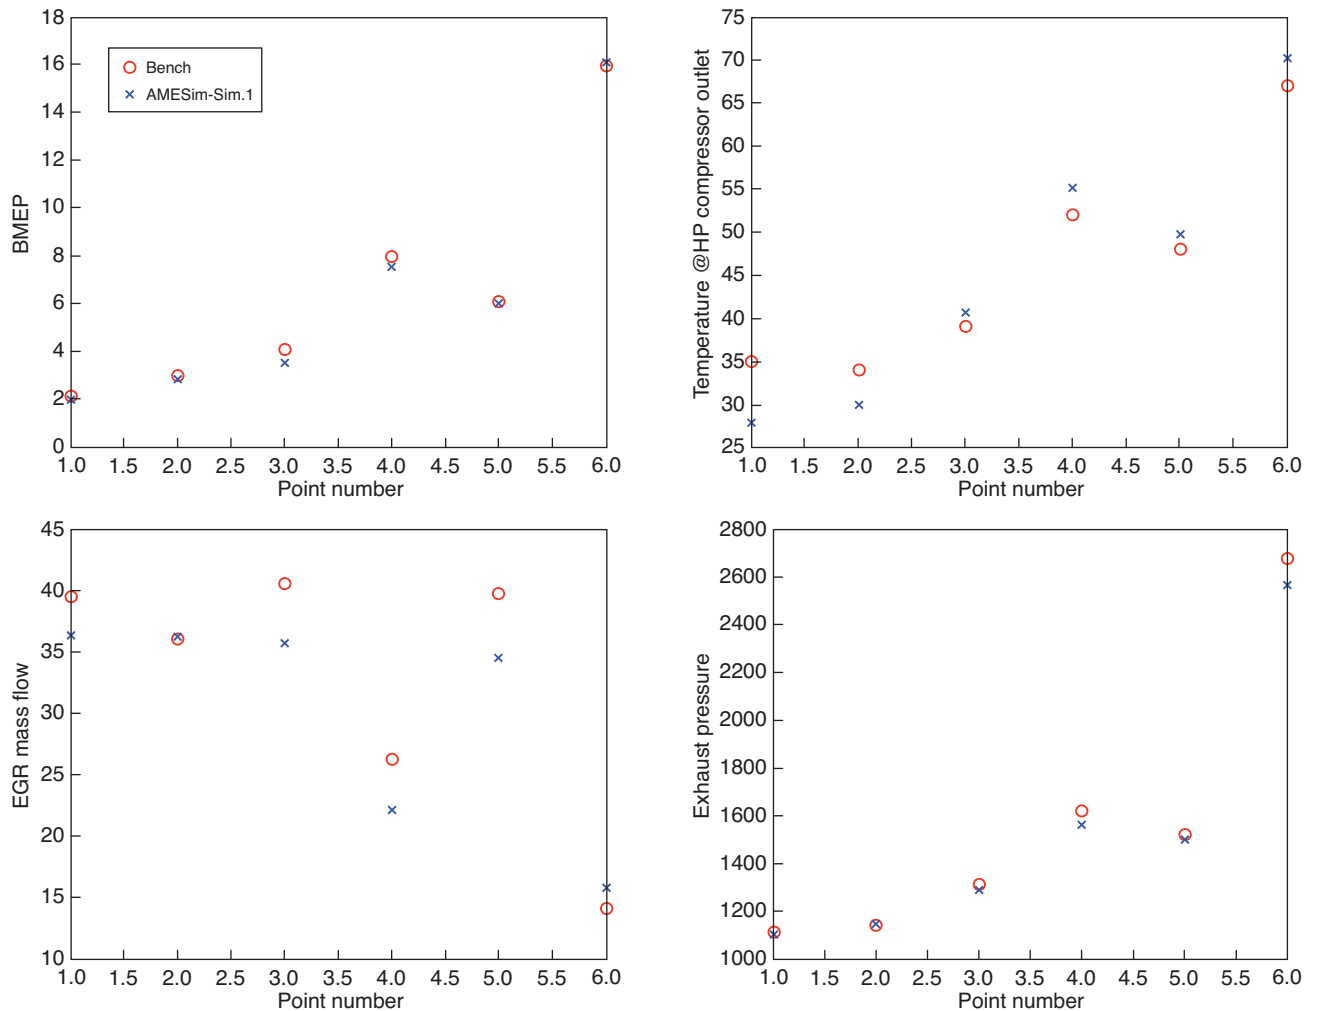 18
16
14
12
10
8
6
4
2
0
BMEP
Bench
AMESim-Sim.1
1.0 1.5 2.0 2.5 3.0 3.5 4.0 4.5 5.0 5.5 6.0
Point number
75
70
65
60
55
50
45
40
35
30
25
Temperature @HP compressor outlet
1.0 1.5 2.0 2.5 3.0 3.5 4.0 4.5 5.0 5.5 6.0
Point number
45
40
35
30
25
20
15
10
EGR mass flow
1.0 1.5 2.0 2.5 3.0 3.5 4.0 4.5 5.0 5.5 6.0
Point number
2800
2600
2400
2200
2000
1800
1600
1400
1200
1000
Exhaust pressure
1.0 1.5 2.0 2.5 3.0 3.5 4.0 4.5 5.0 5.5 6.0
Point number